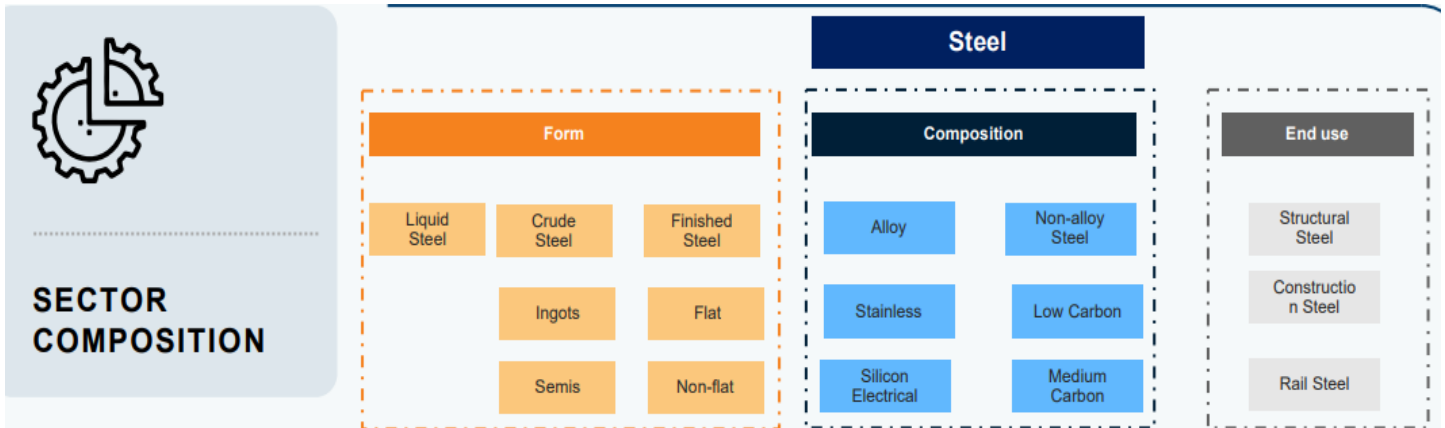 Steel
Form
Composition
End use
Liquid
Steel
Crude
Steel
Finished
Steel
Alloy
Non-alloy
Steel
Structural
Steel
SECTOR
COMPOSITION
Ingots
Flat
Stainless
Low Carbon
Constructio
n Steel
Semis
Non-flat
Silicon
Electrical
Medium
Carbon
Rail Steel